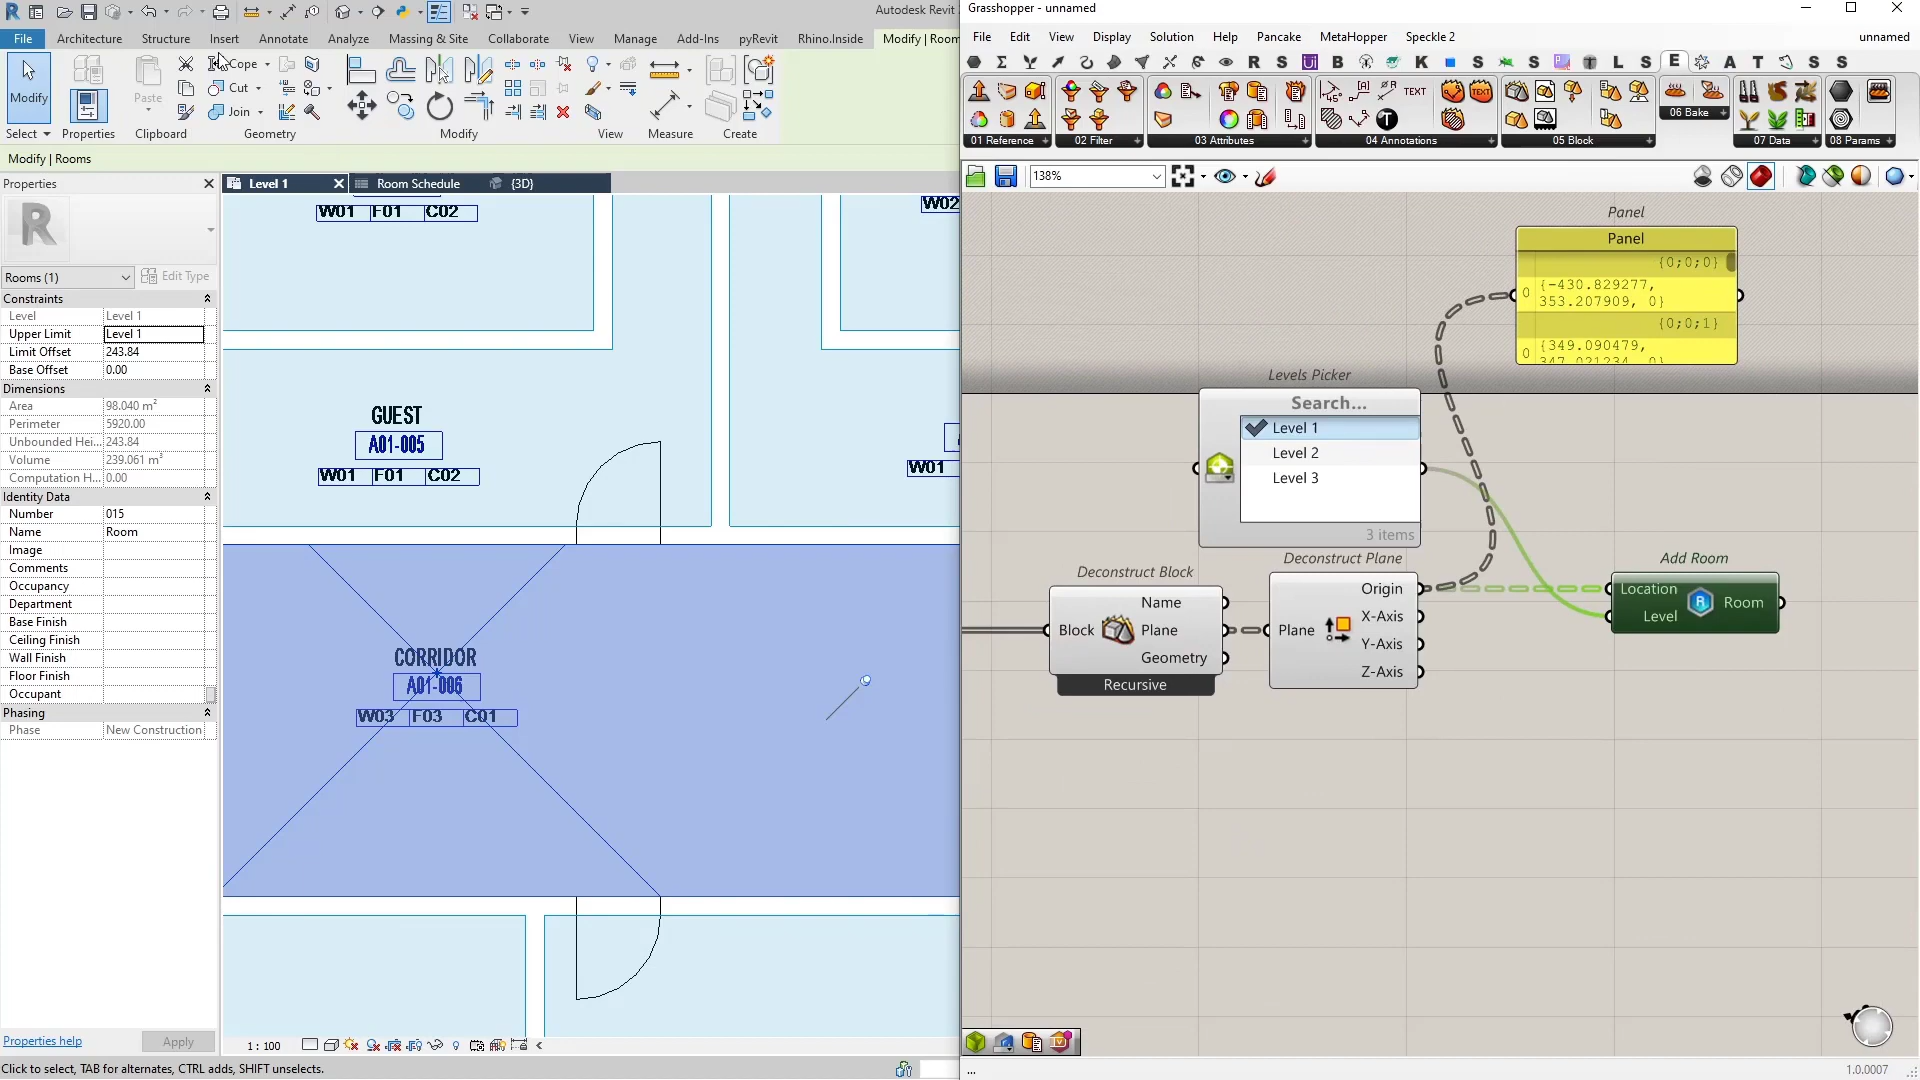 Autodesk Revit
File Architecture Structure Insert Annotate Analyze Massing & Site Collaborate View Manage Add-Ins pyRevit Rhino.Inside Modify | Room
Modify
Paste
Cope
Cut
Join
Select Properties Clipboard Geometry Modify View Measure Create
Modify | Rooms
Properties
Rooms (1)
Edit Type
Constraints
Level Level 1
Upper Limit Level 1
Limit Offset 243.84
Base Offset 0.00
Dimensions
Area 98.040 m²
Perimeter 5920.00
Unbounded Hei... 243.84
Volume 239.061 m³
Computation H... 0.00
Identity Data
Number 015
Name Room
Image
Comments
Occupancy
Department
Base Finish
Ceiling Finish
Wall Finish
Floor Finish
Occupant
Phasing
Phase New Construction
Properties help
Apply
Level 1 Room Schedule {3D}
W01 F01 C02
W02
GUEST
A01-005
W01 F01 C02
W01
CORRIDOR
A01-006
W03 F03 C01
1 : 100
Click to select, TAB for alternates, CTRL adds, SHIFT unselects.
Grasshopper - unnamed
File Edit View Display Solution Help Pancake MetaHopper Speckle 2 unnamed
R S UI B K S S L S E A T S S
TEXT
TEXT
T
01 Reference 02 Filter 03 Attributes 04 Annotations 05 Block 06 Bake 07 Data 08 Params
138%
Panel
Panel
{0;0;0}
0 {-430.829277,
353.207909, 0}
{0;0;1}
0 {349.090479,
347.021234, 0}
Levels Picker
Search...
Level 1
Level 2
Level 3
3 items
Deconstruct Block
Block
Name
Plane
Geometry
Recursive
Deconstruct Plane
Plane
Origin
X-Axis
Y-Axis
Z-Axis
Add Room
Location
Level
Room
...
1.0.0007